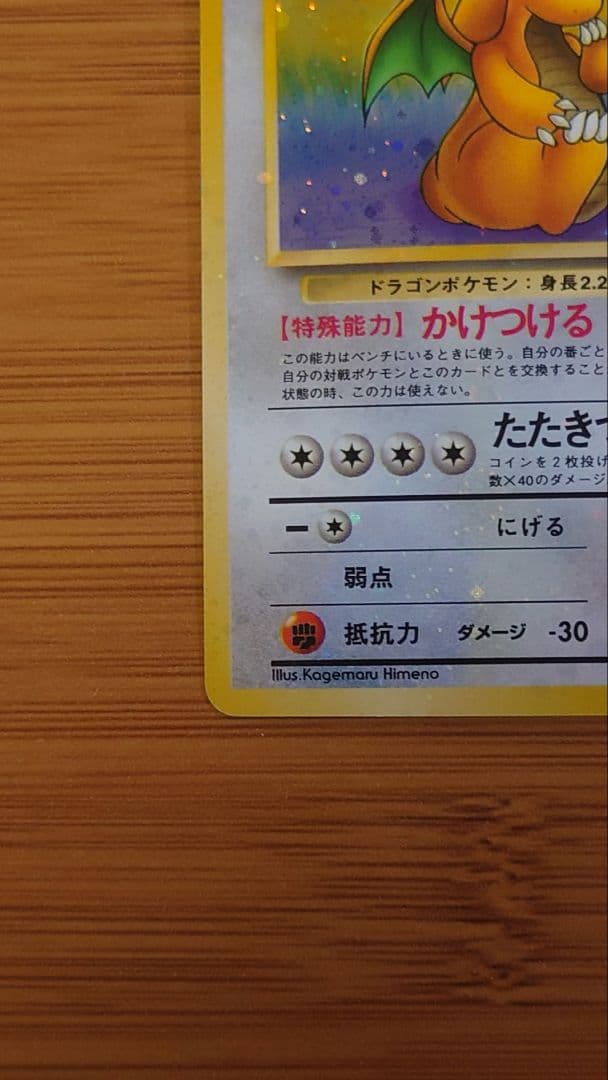 ドラゴンポケモン：身長2.2
【特殊能力】かけつける
この能力はベンチにいるときに使う。自分の番ごと
自分の対戦ポケモンとこのカードとを交換すること
状態の時、この力は使えない。
たたきつ
コインを2枚投げ
数×40のダメージ
− にげる
弱点
抵抗力 ダメージ -30
Illus.Kagemaru Himeno